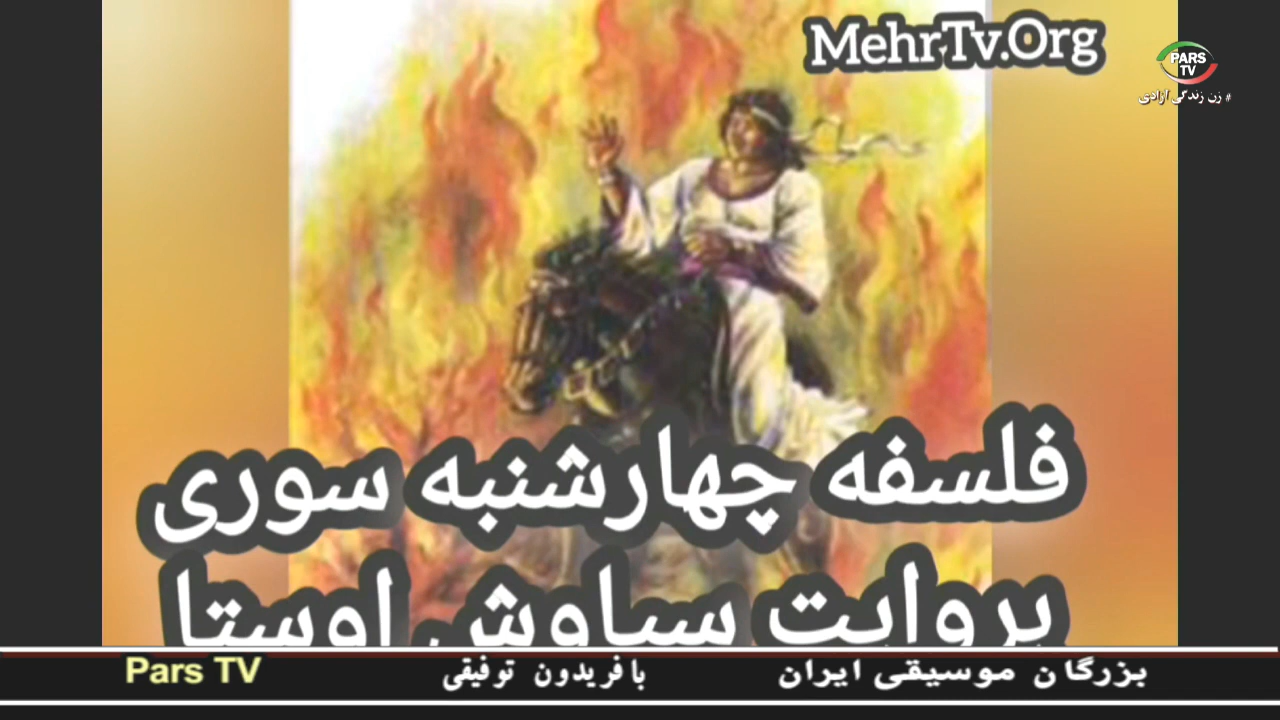 MehrTv.Org
PARS
TV
# زن زندگی آزادی
فلسفه چهارشنبه سوری
بروایت سیاوش اوستا
بزرگان موسیقی ایران با فریدون توفیقی Pars TV